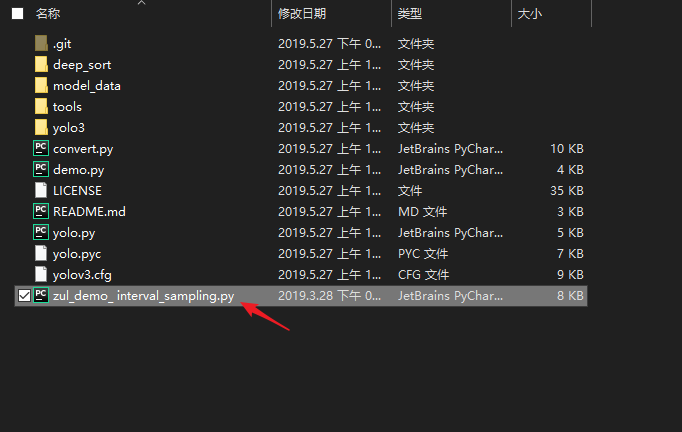 名称 修改日期 类型 大小
.git 2019.5.27 下午 0... 文件夹
deep_sort 2019.5.27 上午 1... 文件夹
model_data 2019.5.27 上午 1... 文件夹
tools 2019.5.27 上午 1... 文件夹
yolo3 2019.5.27 上午 1... 文件夹
PC convert.py 2019.5.27 上午 1... JetBrains PyChar... 10 KB
PC demo.py 2019.5.27 上午 1... JetBrains PyChar... 4 KB
LICENSE 2019.5.27 上午 1... 文件 35 KB
PC README.md 2019.5.27 上午 1... MD 文件 3 KB
PC yolo.py 2019.5.27 上午 1... JetBrains PyChar... 5 KB
yolo.pyc 2019.5.27 上午 1... PYC 文件 7 KB
yolov3.cfg 2019.5.27 上午 1... CFG 文件 9 KB
PC zul_demo_ interval_sampling.py 2019.3.28 下午 0... JetBrains PyChar... 8 KB